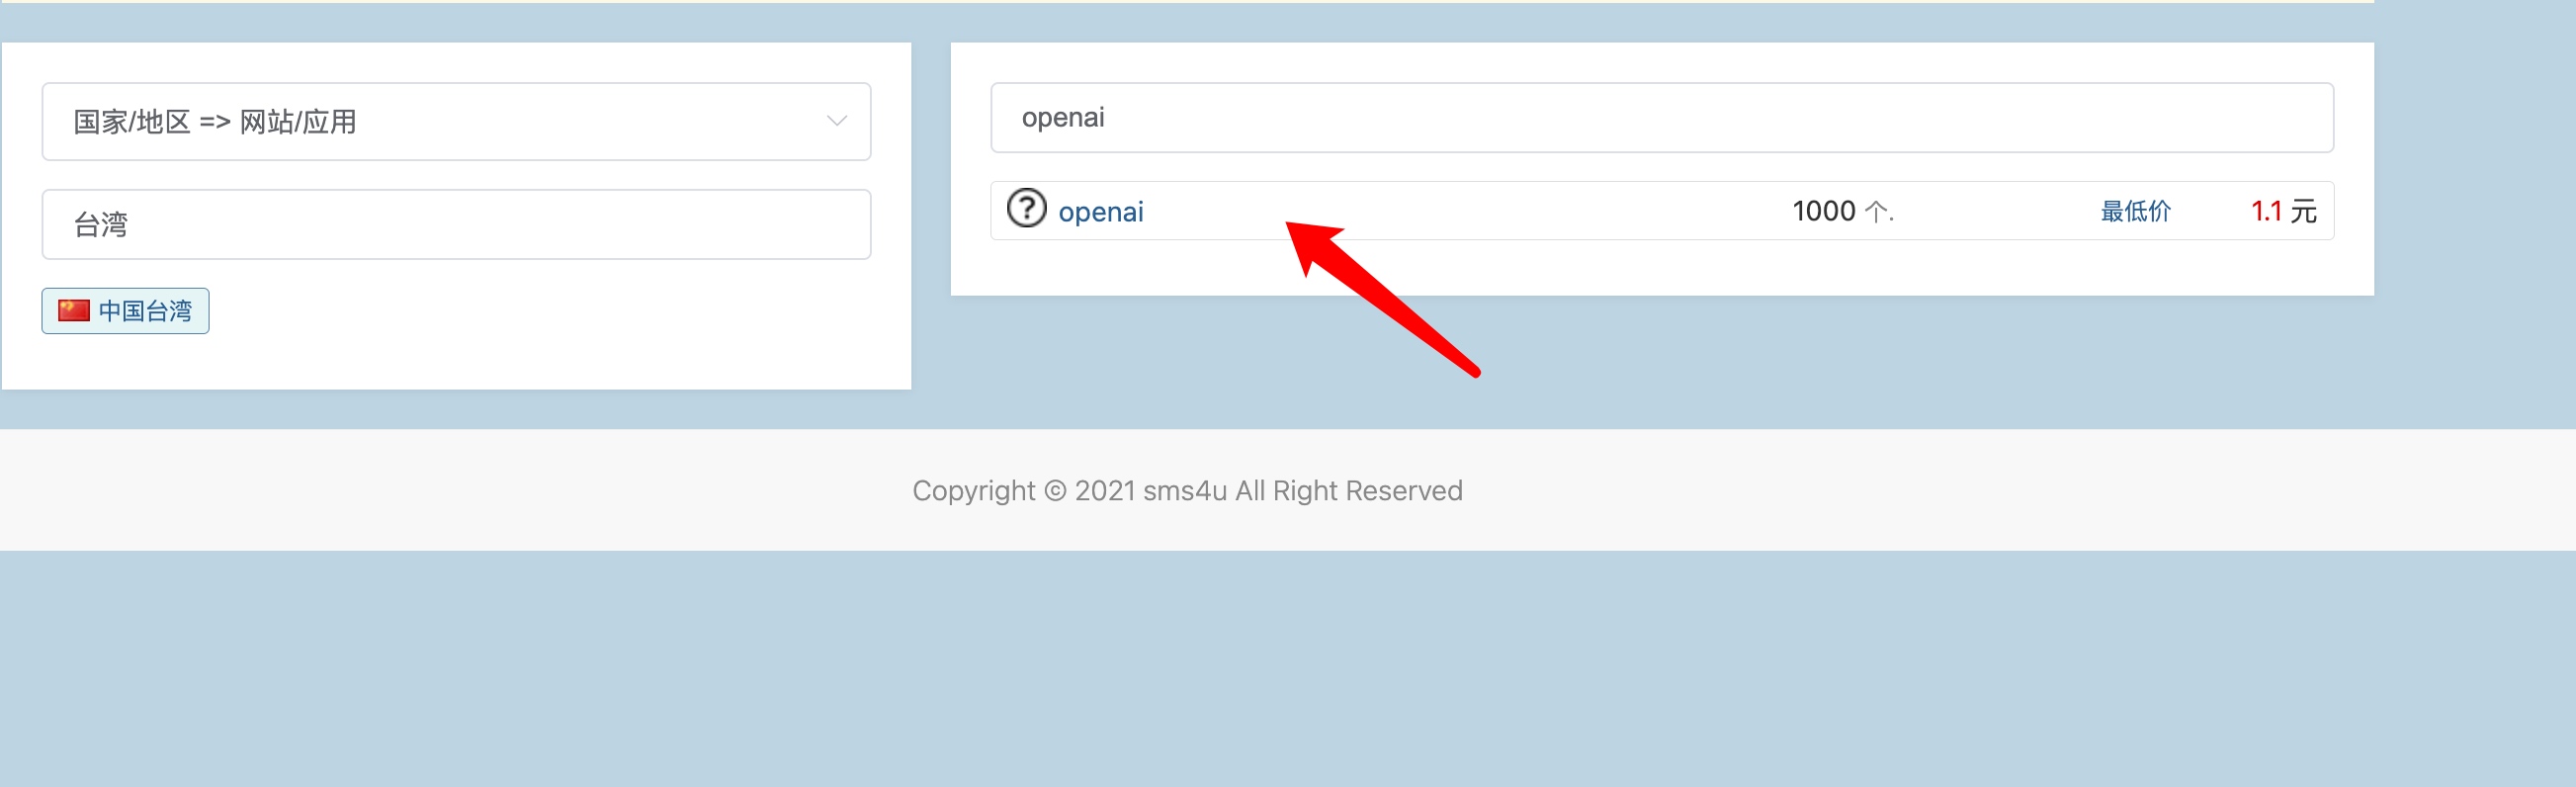 国家/地区 => 网站/应用
台湾
中国台湾
openai
openai 1000 个. 最低价 1.1 元
Copyright © 2021 sms4u All Right Reserved